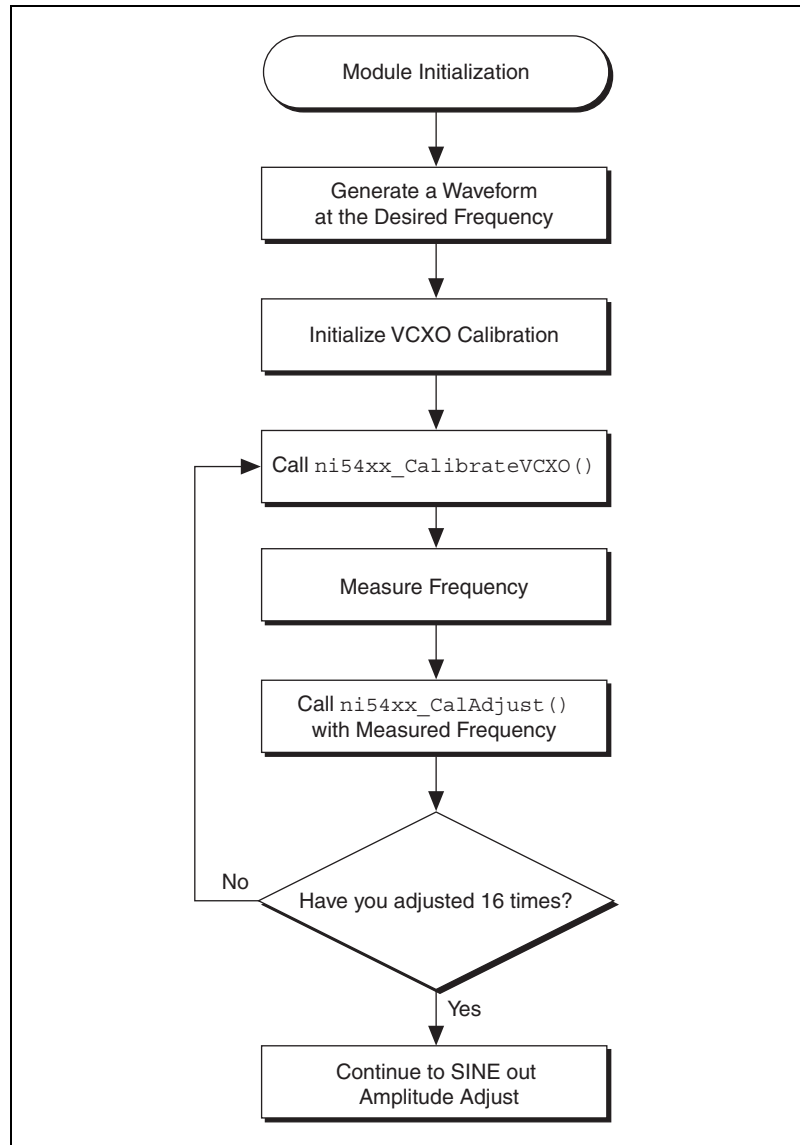 Module Initialization
Generate a Waveform
at the Desired Frequency
Initialize VCXO Calibration
Call ni54xx_CalibrateVCXO()
Measure Frequency
Call ni54xx_CalAdjust()
with Measured Frequency
Have you adjusted 16 times?
No
Yes
Continue to SINE out
Amplitude Adjust